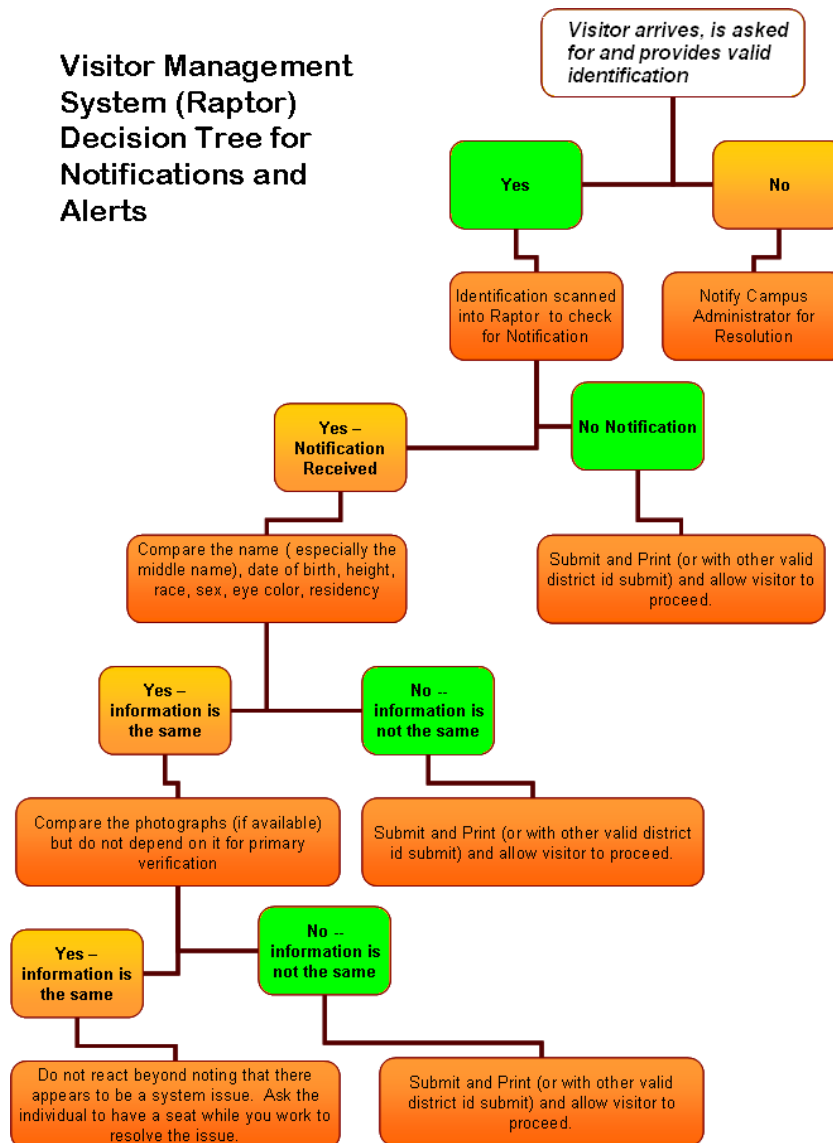 Visitor arrives, is asked
for and provides valid
identification
Visitor Management
System (Raptor)
Decision Tree for
Notifications and
Alerts
Yes
No
Identification scanned
into Raptor to check
for Notification
Notify Campus
Administrator for
Resolution
Yes –
Notification
Received
No Notification
Compare the name ( especially the
middle name), date of birth, height,
race, sex, eye color, residency
Submit and Print (or with other valid
district id submit) and allow visitor to
proceed.
Yes –
information is
the same
No --
information is
not the same
Compare the photographs (if available)
but do not depend on it for primary
verification
Submit and Print (or with other valid district
id submit) and allow visitor to proceed.
Yes –
information is
the same
No --
information is
not the same
Do not react beyond noting that there
appears to be a system issue.  Ask the
individual to have a seat while you work to
resolve the issue.
Submit and Print (or with other valid
district id submit) and allow visitor to
proceed.